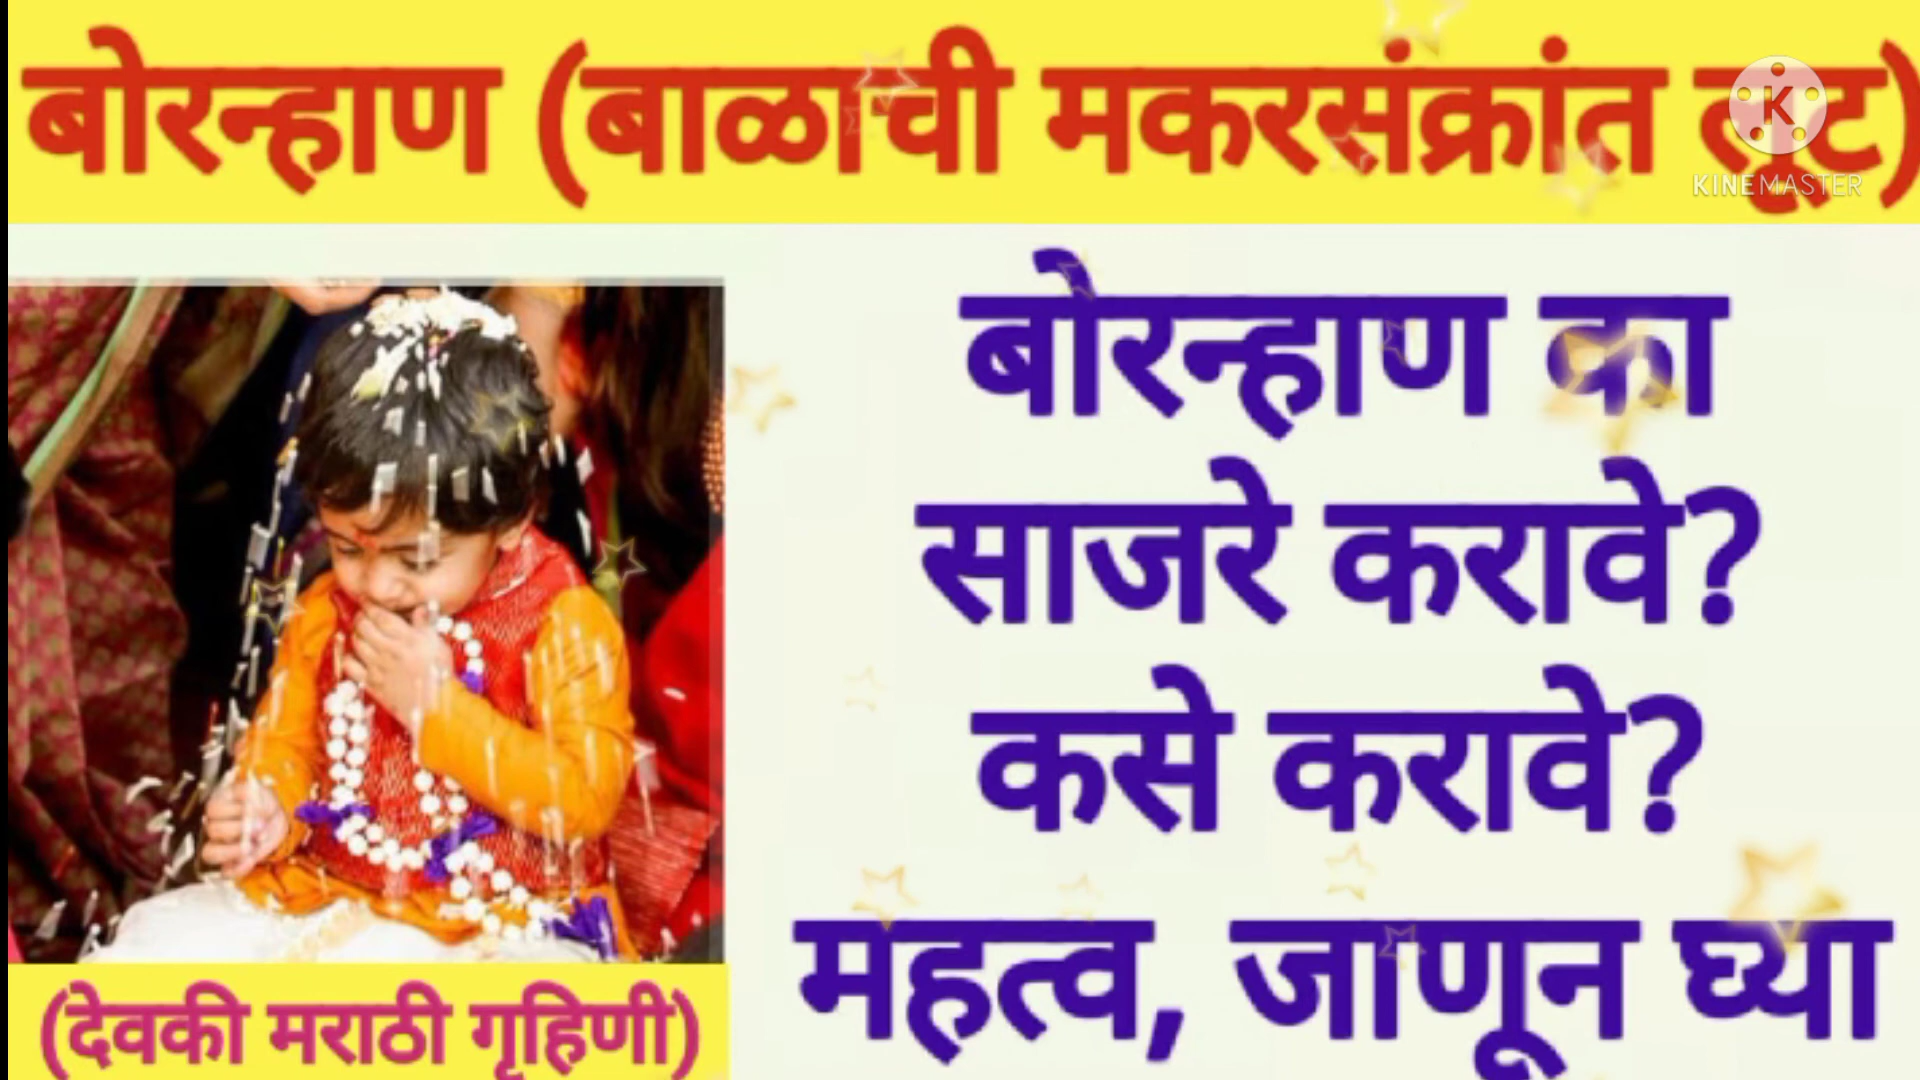 बोरन्हाण (बाळाची मकरसंक्रांत लूट)
KINEMASTER
बोरन्हाण का
साजरे करावे?
कसे करावे?
महत्व, जाणून घ्या
(देवकी मराठी गृहिणी)